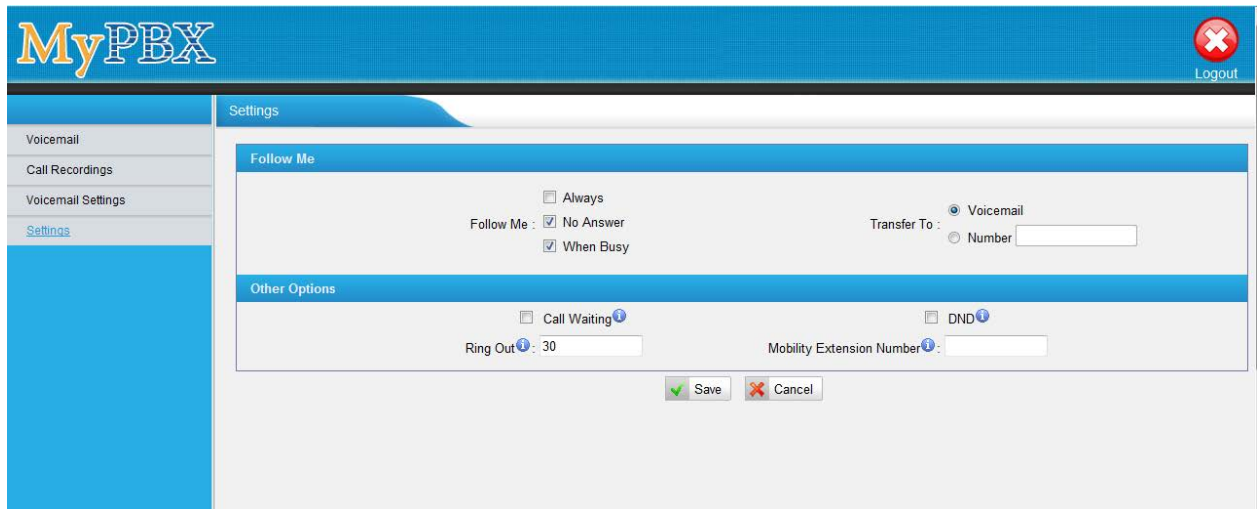 MyPBX
Logout
Settings
Voicemail
Call Recordings
Voicemail Settings
Settings
Follow Me
Always
Follow Me : No Answer
When Busy
Transfer To :
Voicemail
Number
Other Options
Call Waiting
DND
Ring Out : 30
Mobility Extension Number :
Save
Cancel